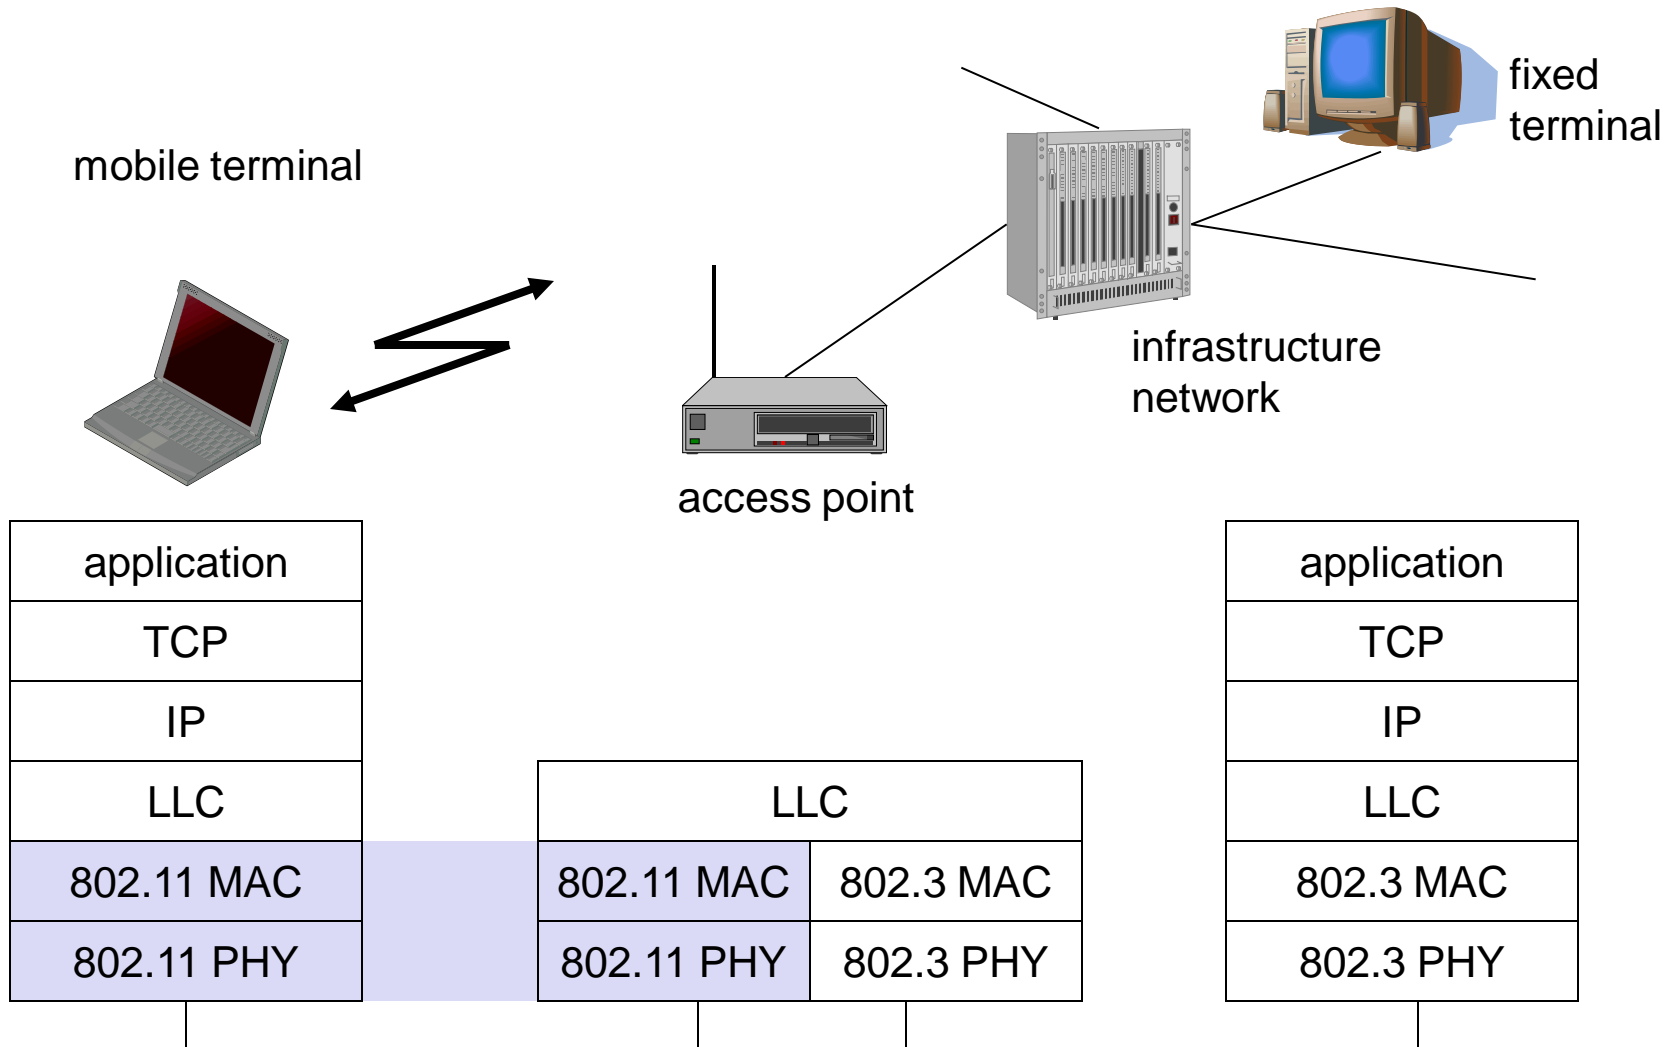 fixed
terminal
mobile terminal
infrastructure
network
access point
application
TCP
IP
LLC
802.11 MAC
802.11 PHY
LLC
802.11 MAC
802.3 MAC
802.11 PHY
802.3 PHY
application
TCP
IP
LLC
802.3 MAC
802.3 PHY